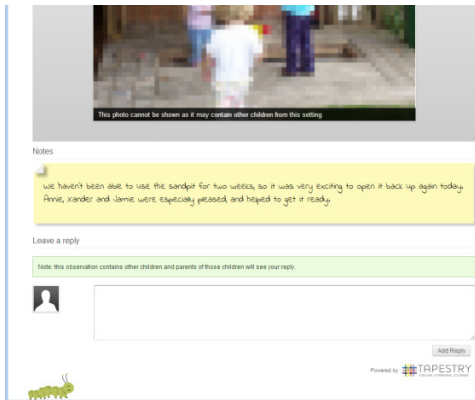 This photo cannot be shown as it may contain other children from this setting
Notes
We haven't been able to use the sandpit for two weeks, so it was very exciting to open it back up again today.
Annie, Xander and Jamie were especially pleased, and helped to get it ready.
Leave a reply
Note: this observation contains other children and parents of those children will see your reply.
Add Reply
Powered by TAPESTRY
ONLINE LEARNING JOURNAL